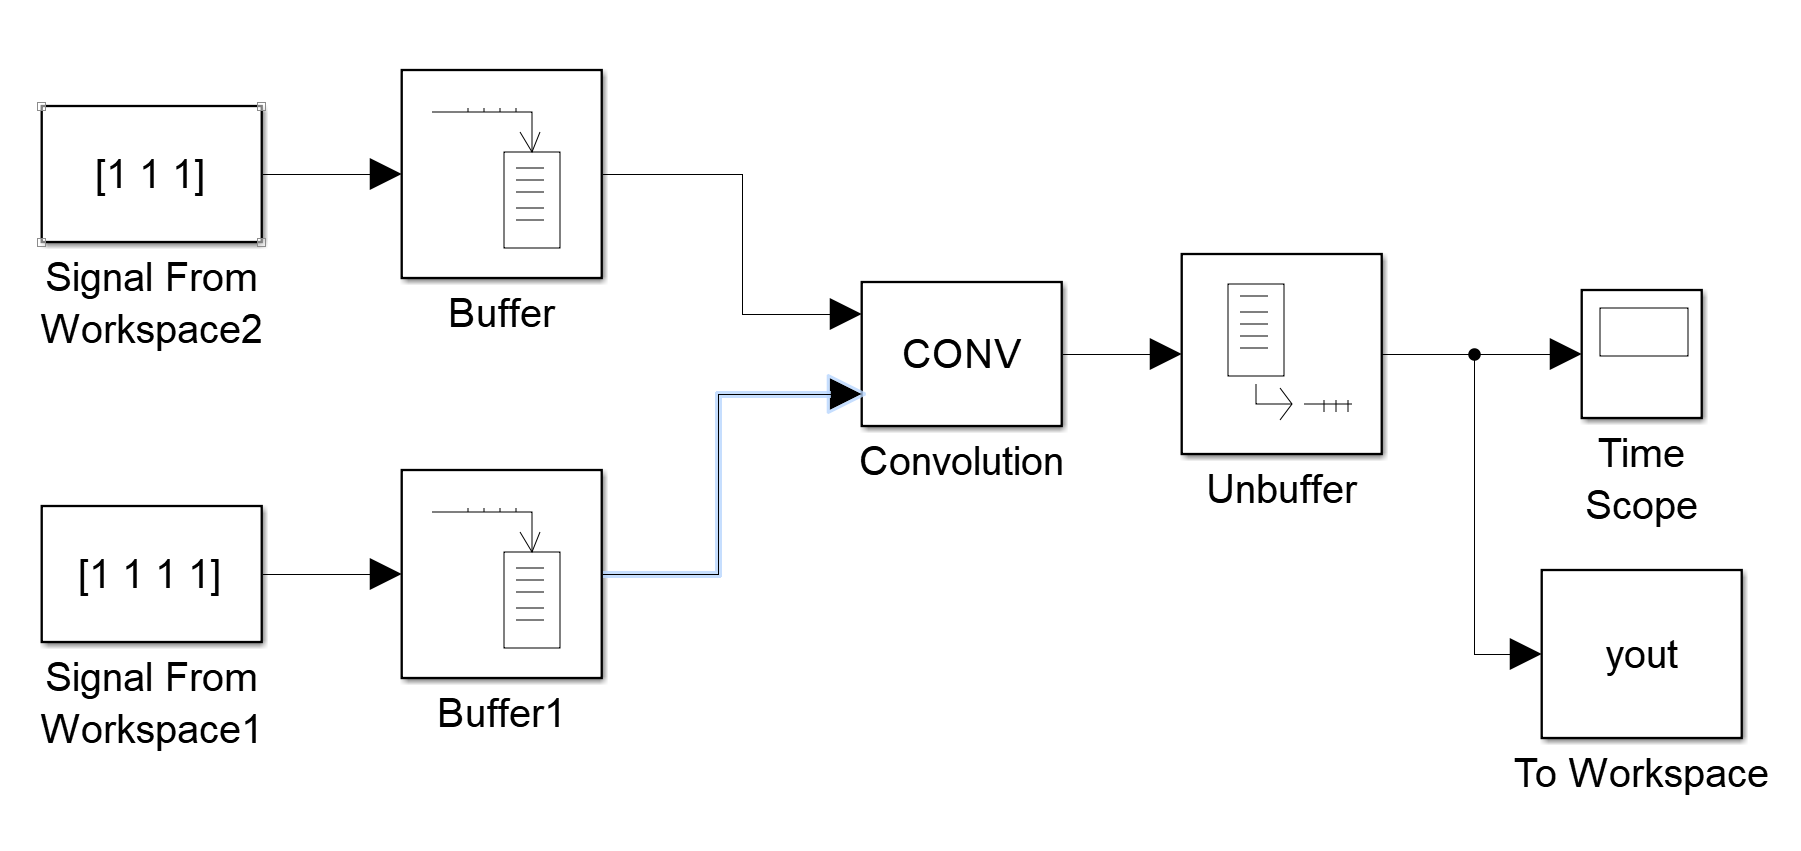 [1 1 1]
Signal From
Workspace2
Buffer
[1 1 1 1]
Signal From
Workspace1
Buffer1
CONV
Convolution
Unbuffer
Time
Scope
yout
To Workspace